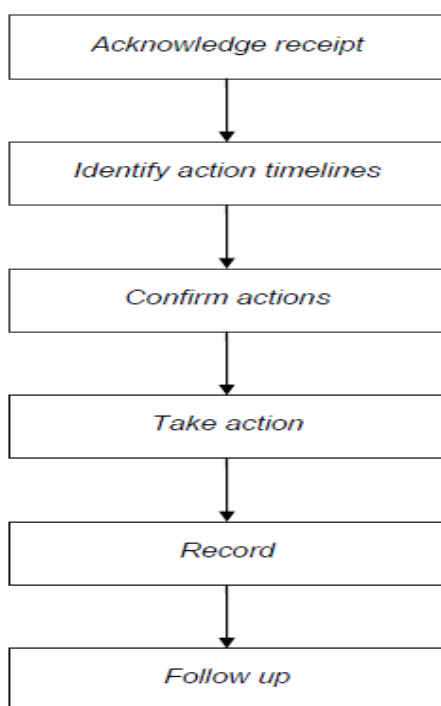 Acknowledge receipt
Identify action timelines
Confirm actions
Take action
Record
Follow up